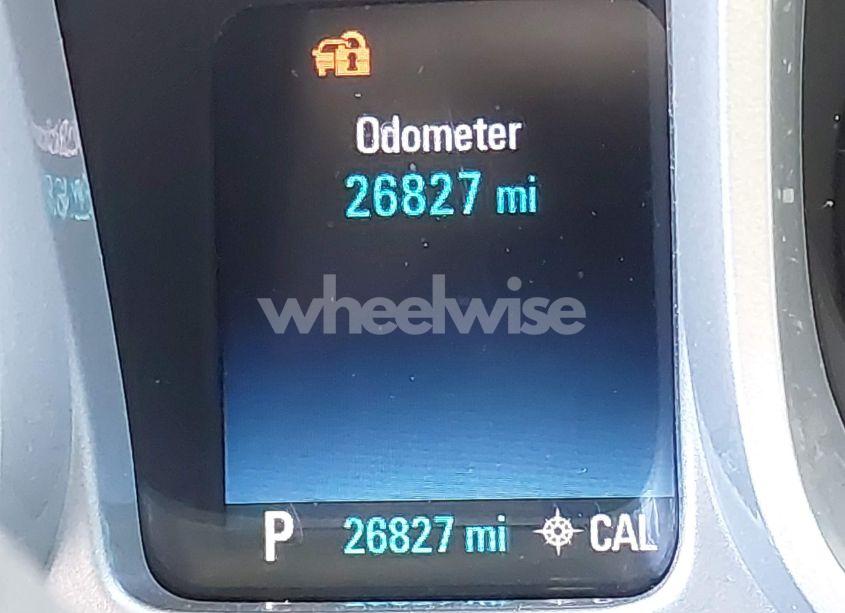 Odometer
26827 mi
wheelwise
P 26827 mi CAL